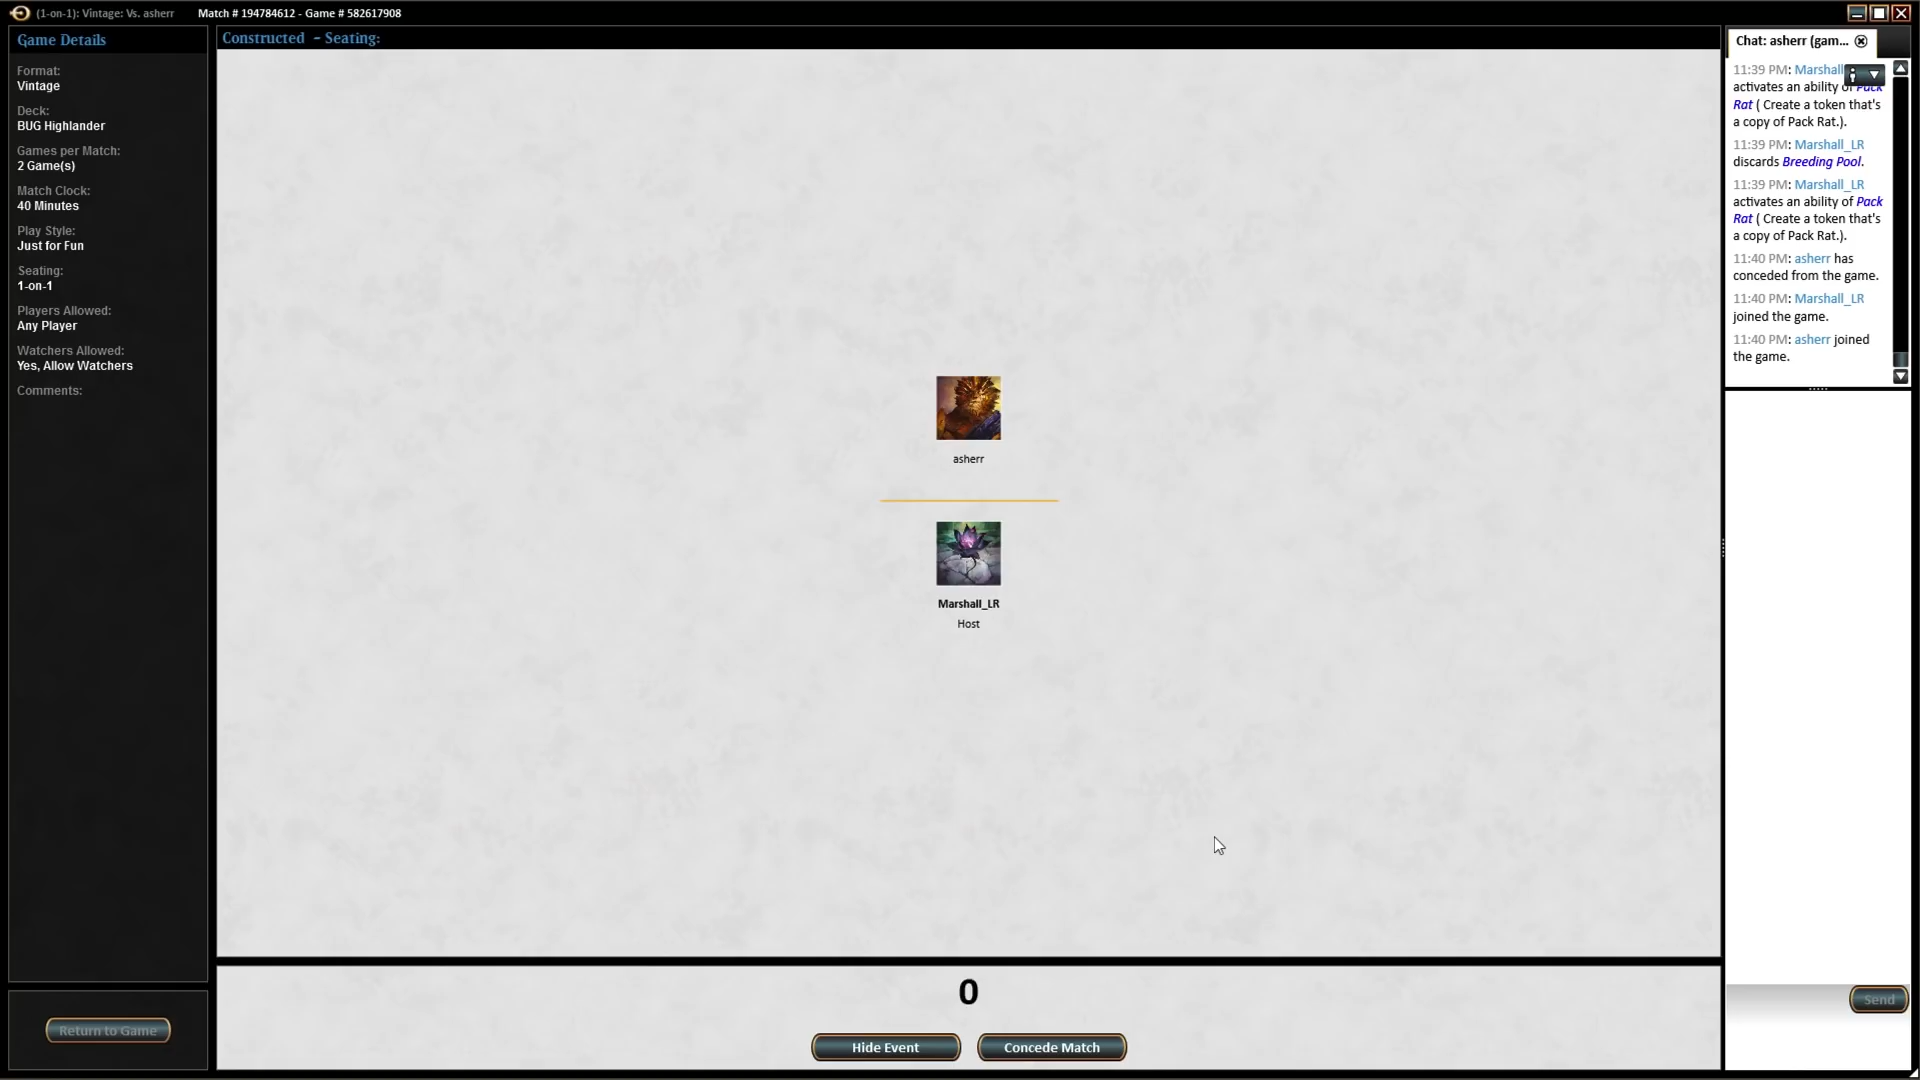 (1-on-1): Vintage: Vs. asherr Match # 194784612 - Game # 582617908
Game Details
Format:
Vintage
Deck:
BUG Highlander
Games per Match:
2 Game(s)
Match Clock:
40 Minutes
Play Style:
Just for Fun
Seating:
1-on-1
Players Allowed:
Any Player
Watchers Allowed:
Yes, Allow Watchers
Comments:
Return to Game
Constructed - Seating:
asherr
Marshall_LR
Host
0
Hide Event Concede Match
Chat: asherr (gam...
11:39 PM: Marshall
activates an ability of Pack
Rat ( Create a token that's
a copy of Pack Rat.).
11:39 PM: Marshall_LR
discards Breeding Pool.
11:39 PM: Marshall_LR
activates an ability of Pack
Rat ( Create a token that's
a copy of Pack Rat.).
11:40 PM: asherr has
conceded from the game.
11:40 PM: Marshall_LR
joined the game.
11:40 PM: asherr joined
the game.
Send